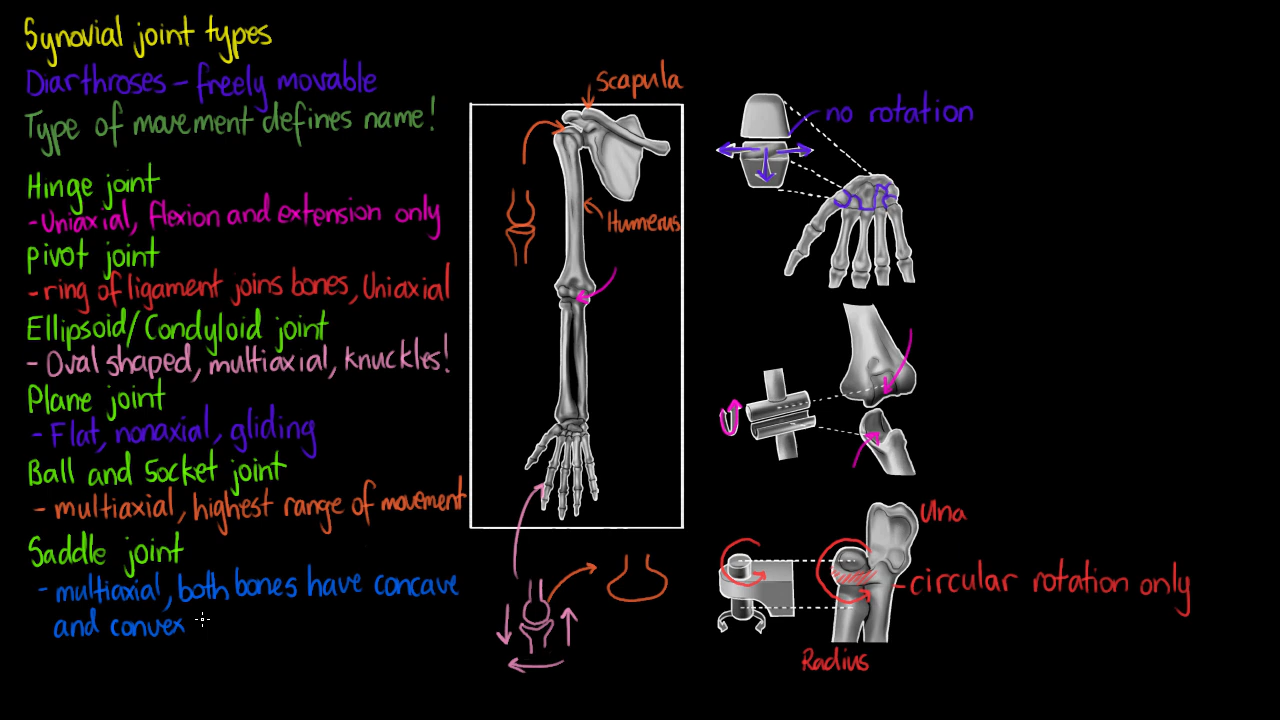 Synovial joint types
Diarthroses – freely movable
Type of movement defines name!
Hinge joint
- Uniaxial, flexion and extension only
Pivot joint
- ring of ligament joins bones, Uniaxial
Ellipsoid/Condyloid joint
- Oval shaped, multiaxial, knuckles!
Plane joint
- Flat, nonaxial, gliding
Ball and Socket joint
- multiaxial, highest range of movement
Saddle joint
- multiaxial, both bones have concave
and convex
Scapula
Humerus
no rotation
Ulna
circular rotation only
Radius